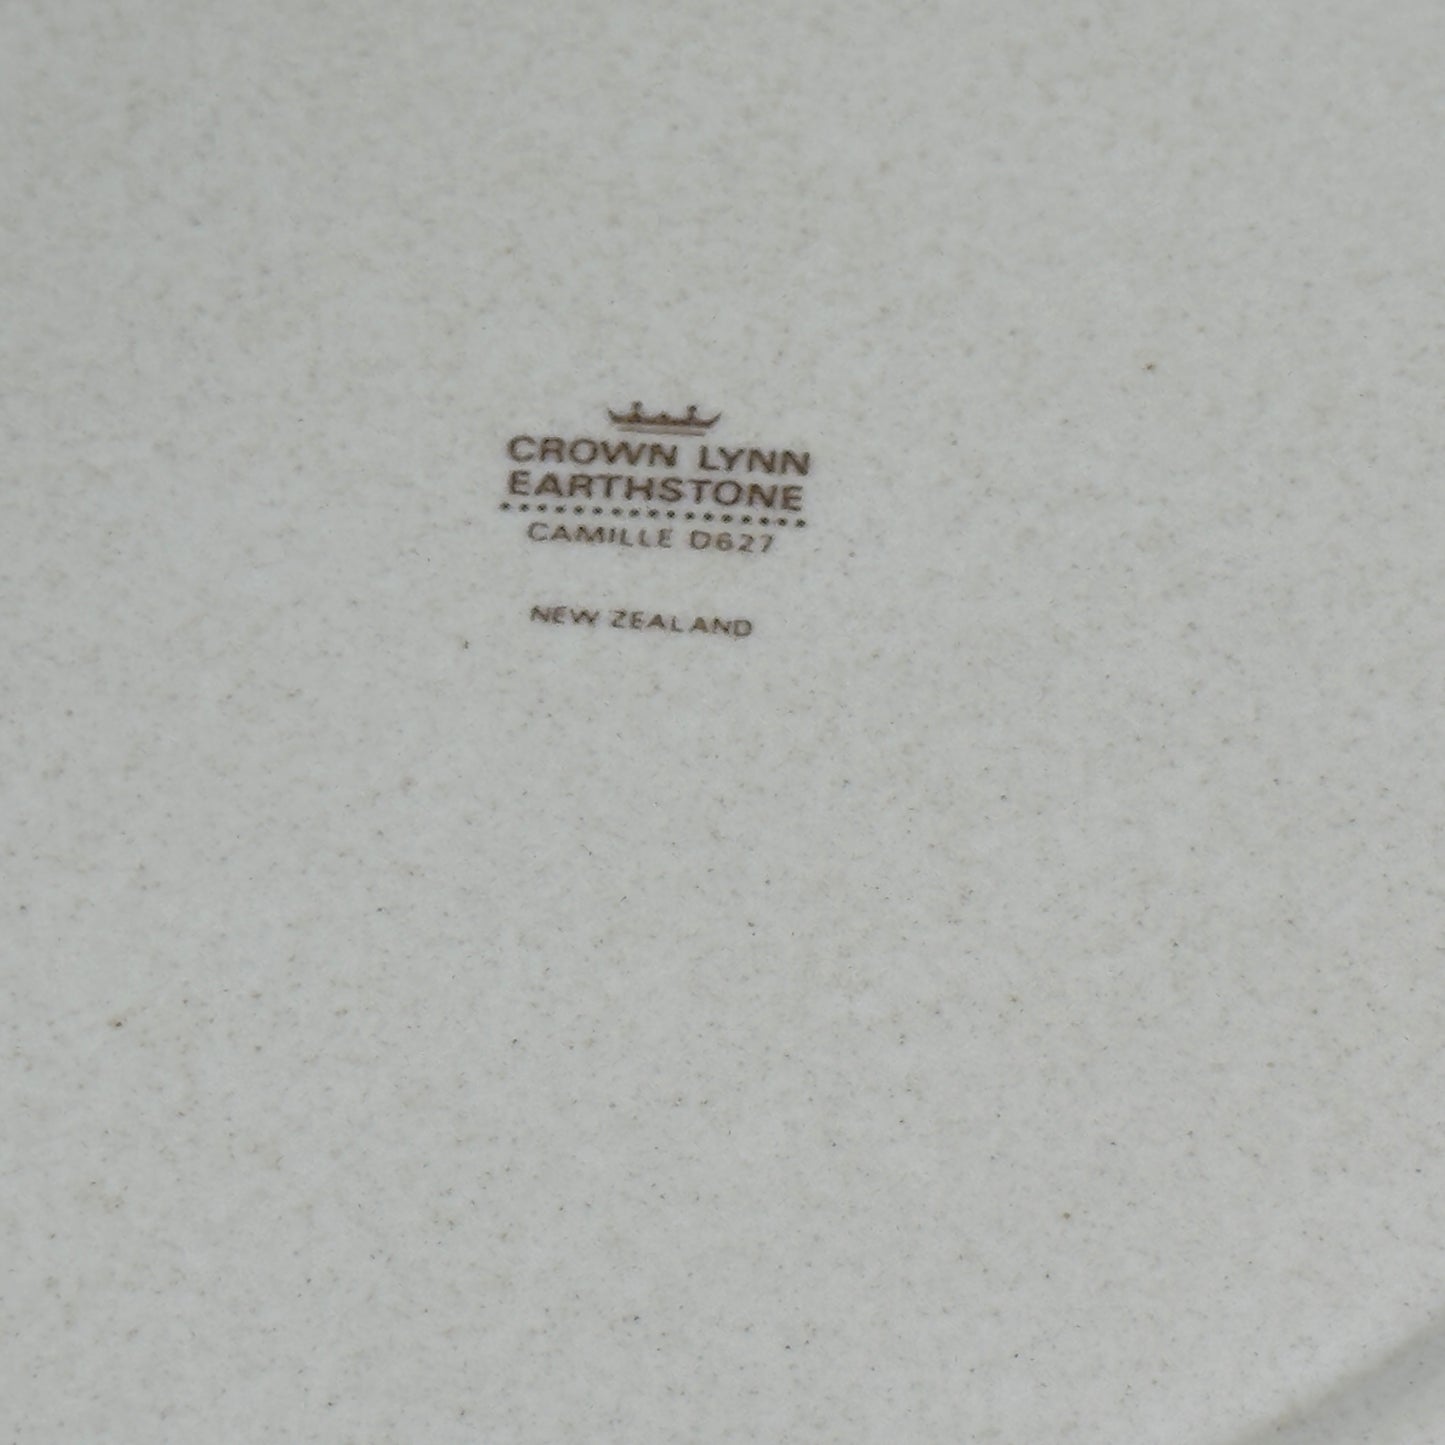 CROWN LYNN
EARTHSTONE
CAMILLE D627
NEW ZEALAND